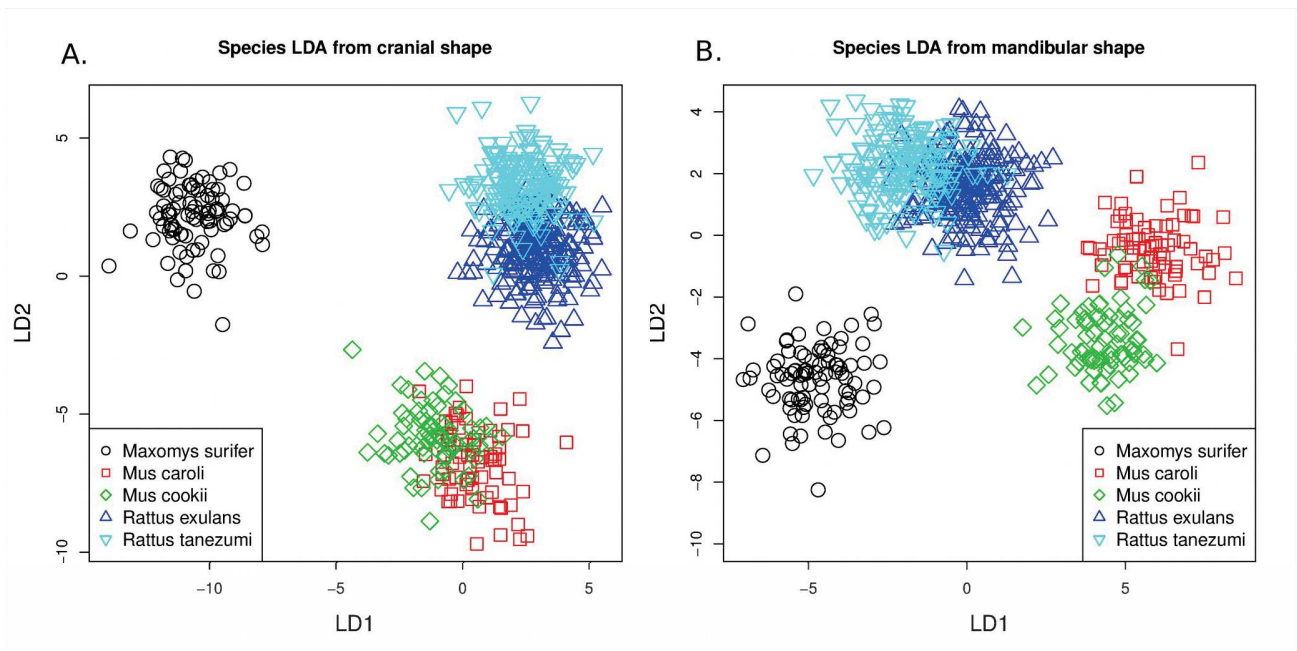 A.
Species LDA from cranial shape
5
0
−5
−10
LD2
Maxomys surifer
Mus caroli
Mus cookii
Rattus exulans
Rattus tanezumi
−10 −5 0 5
LD1
B.
Species LDA from mandibular shape
4
2
0
−2
−4
−6
−8
−10
LD2
Maxomys surifer
Mus caroli
Mus cookii
Rattus exulans
Rattus tanezumi
−5 0 5
LD1